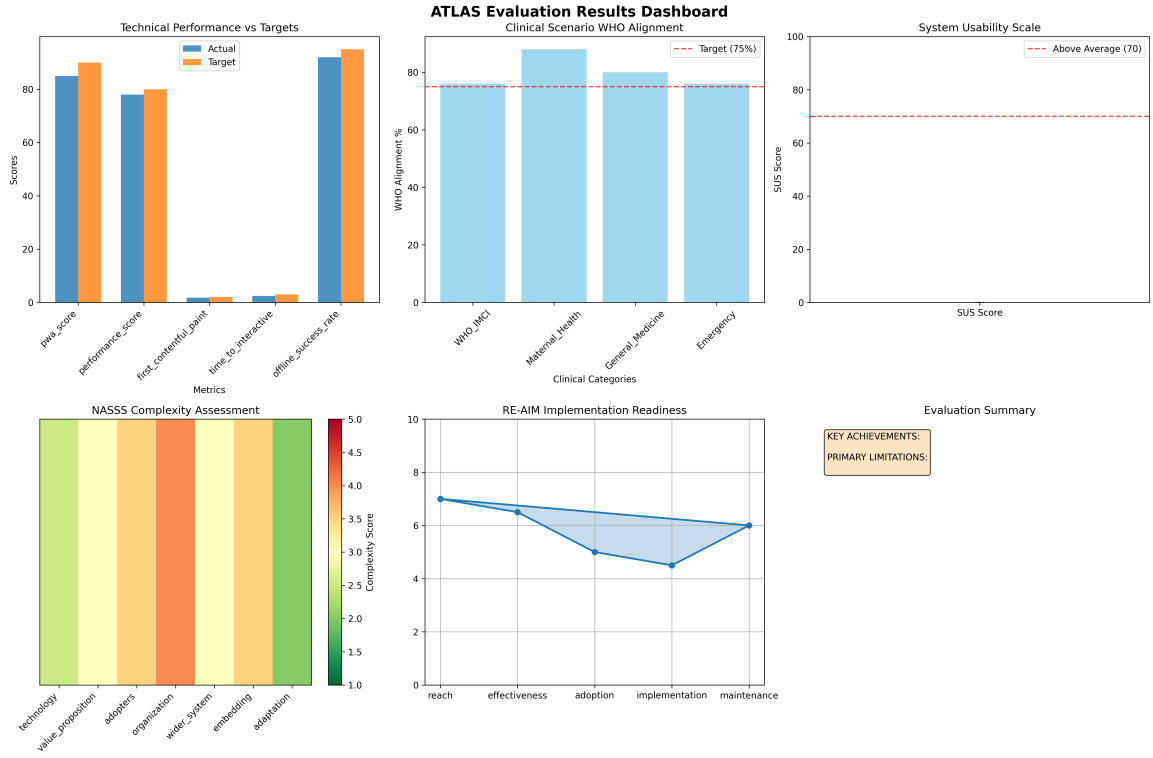 ATLAS Evaluation Results Dashboard
Technical Performance vs Targets
Actual
Target
Scores
0
20
40
60
80
pwa_score
performance_score
first_contentful_paint
time_to_interactive
offline_success_rate
Metrics
Clinical Scenario WHO Alignment
Target (75%)
WHO Alignment %
0
20
40
60
80
WHO_IMCI
Maternal_Health
General_Medicine
Emergency
Clinical Categories
System Usability Scale
Above Average (70)
SUS Score
0
20
40
60
80
100
SUS Score
NASSS Complexity Assessment
technology
value_proposition
adopters
organization
wider_system
embedding
adaptation
5.0
4.5
4.0
3.5
3.0
2.5
2.0
1.5
1.0
Complexity Score
RE-AIM Implementation Readiness
10
8
6
4
2
0
reach
effectiveness
adoption
implementation
maintenance
Evaluation Summary
KEY ACHIEVEMENTS:
PRIMARY LIMITATIONS: